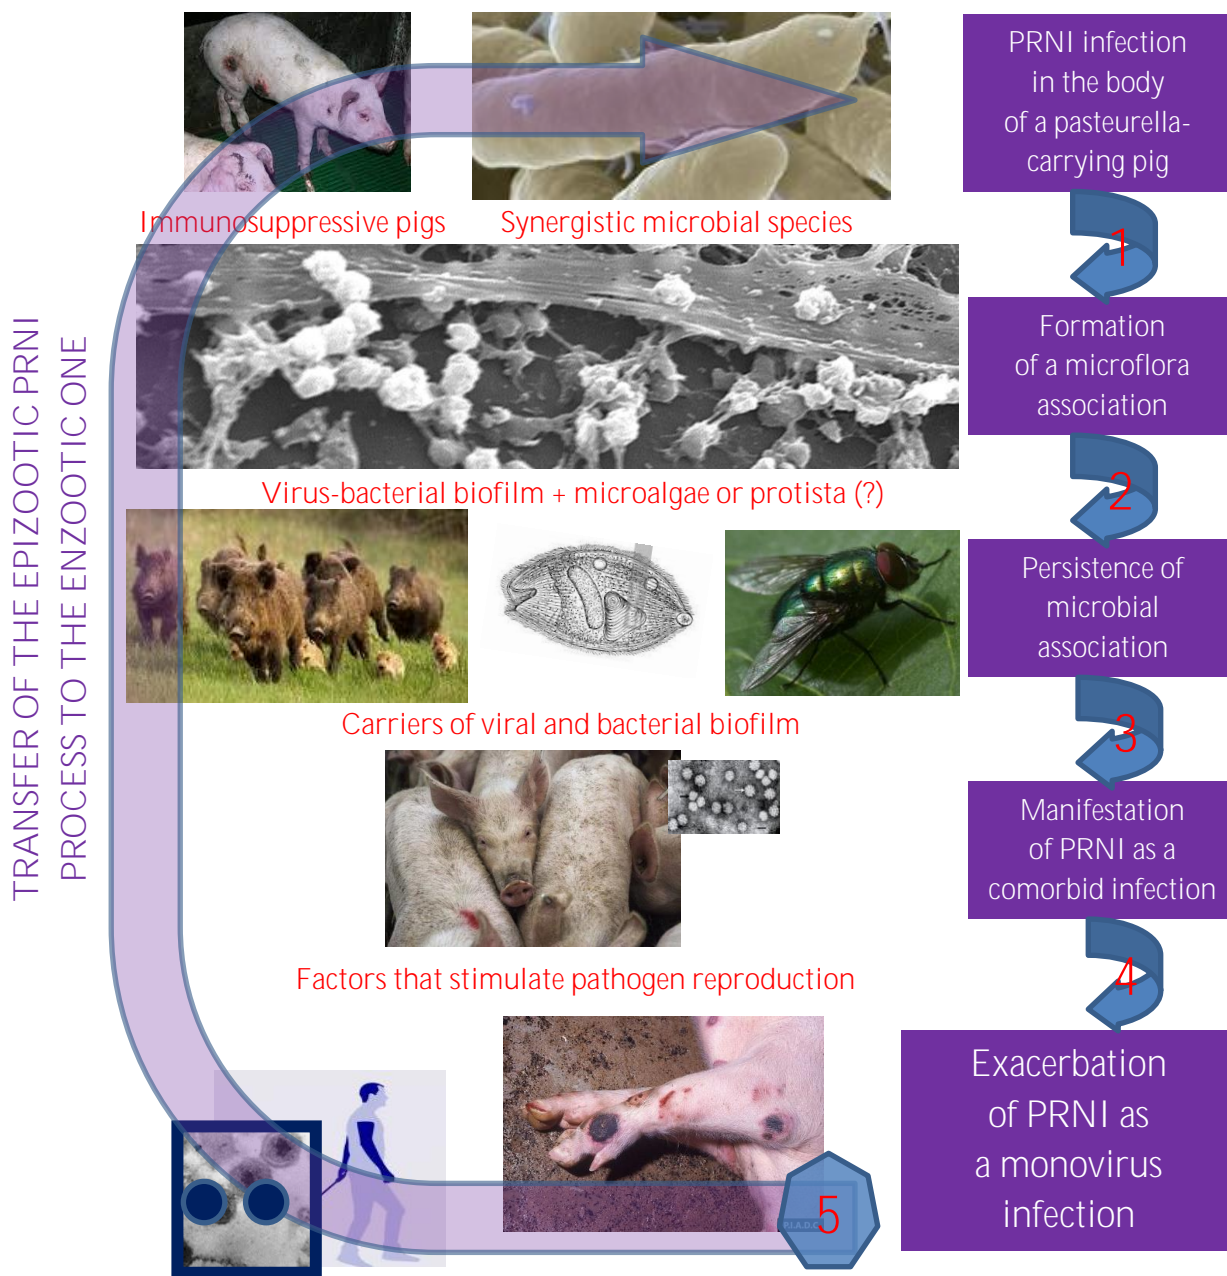 PRNI infection
in the body
of a pasteurella-
carrying pig
Immunosuppressive pigs
Synergistic microbial species
1
Formation
of a microflora
association
TRANSFER OF THE EPIZOOTIC PRNI
PROCESS TO THE ENZOOTIC ONE
Virus-bacterial biofilm + microalgae or protista (?)
2
Persistence of
microbial
association
Carriers of viral and bacterial biofilm
3
Manifestation
of PRNI as a
comorbid infection
Factors that stimulate pathogen reproduction
4
Exacerbation
of PRNI as
a monovirus
infection
5
P.I.A.D.C